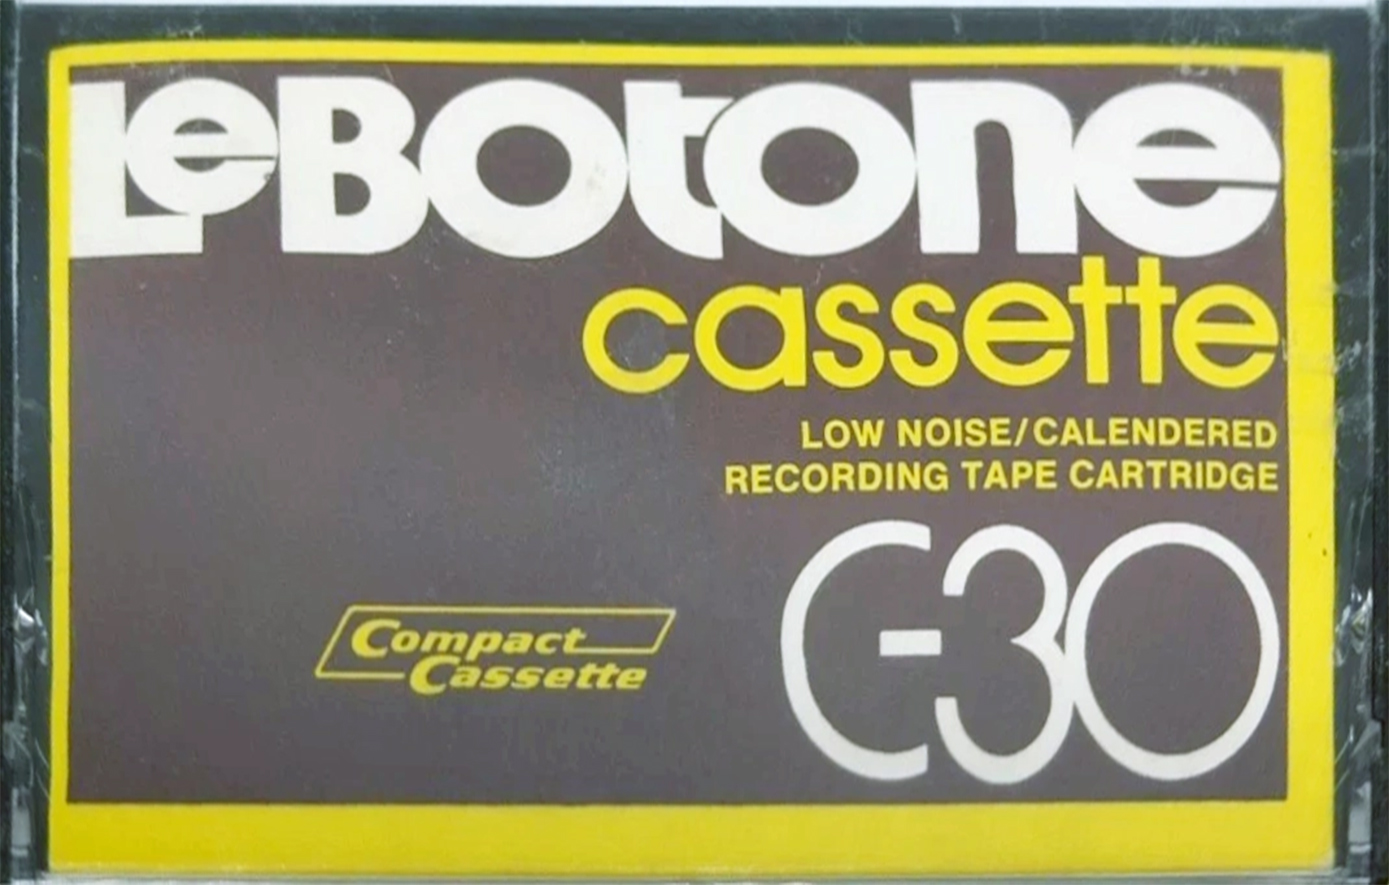 LeBotone
cassette
LOW NOISE/CALENDERED
RECORDING TAPE CARTRIDGE
C-30
Compact
Cassette